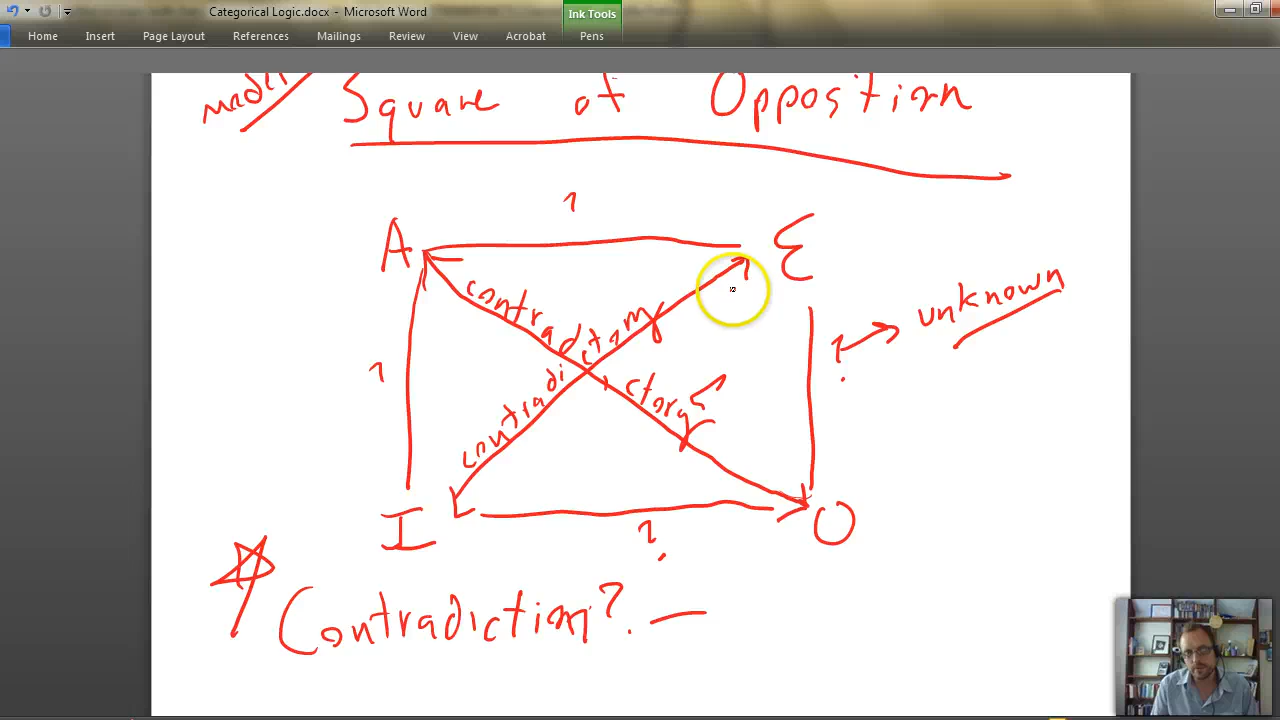 Categorical Logic.docx - Microsoft Word
Ink Tools
Home Insert Page Layout References Mailings Review View Acrobat Pens
Square of Opposition
?
A E
contradictory
contradictory
? ? unknown
I O
?
Contradiction? —